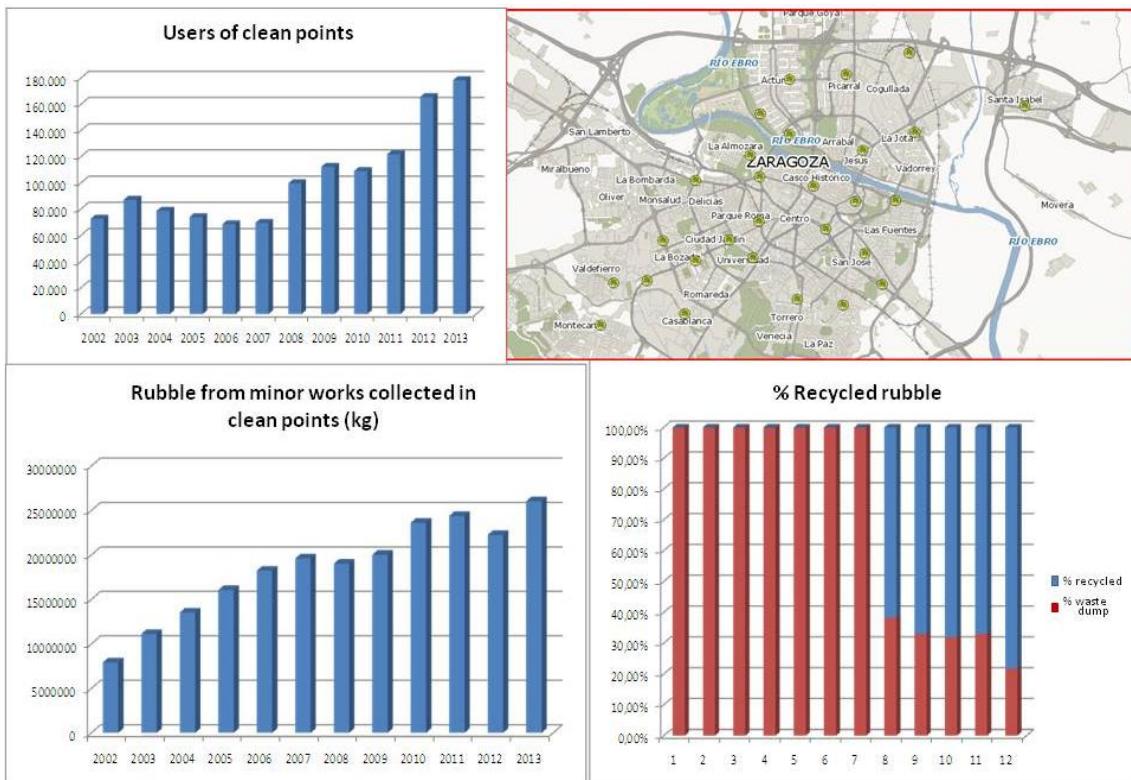 Users of clean points
180.000
160.000
140.000
120.000
100.000
80.000
60.000
40.000
20.000
0
2002 2003 2004 2005 2006 2007 2008 2009 2010 2011 2012 2013
Parque Goya
RÍO EBRO
Actur
Picarral
Cogullada
Santa Isabel
San Lamberto
RÍO EBRO
Arrabal
La Jota
La Almozara
ZARAGOZA
Jesús
Miralbueno
Vadorrey
La Bombarda
Casco Histórico
Oliver
Monsalud
Delicias
Movera
Parque Roma
Centro
Las Fuentes
Ciudad Jardín
RÍO EBRO
La Bozada
Universidad
San José
Valdefierro
Romareda
Casablanca
Torrero
Montecan
Venecia
La Paz
Rubble from minor works collected in
clean points (kg)
30000000
25000000
20000000
15000000
10000000
5000000
0
2002 2003 2004 2005 2006 2007 2008 2009 2010 2011 2012 2013
% Recycled rubble
100,00%
90,00%
80,00%
70,00%
60,00%
50,00%
40,00%
30,00%
20,00%
10,00%
0,00%
1 2 3 4 5 6 7 8 9 10 11 12
% recycled
% waste
dump